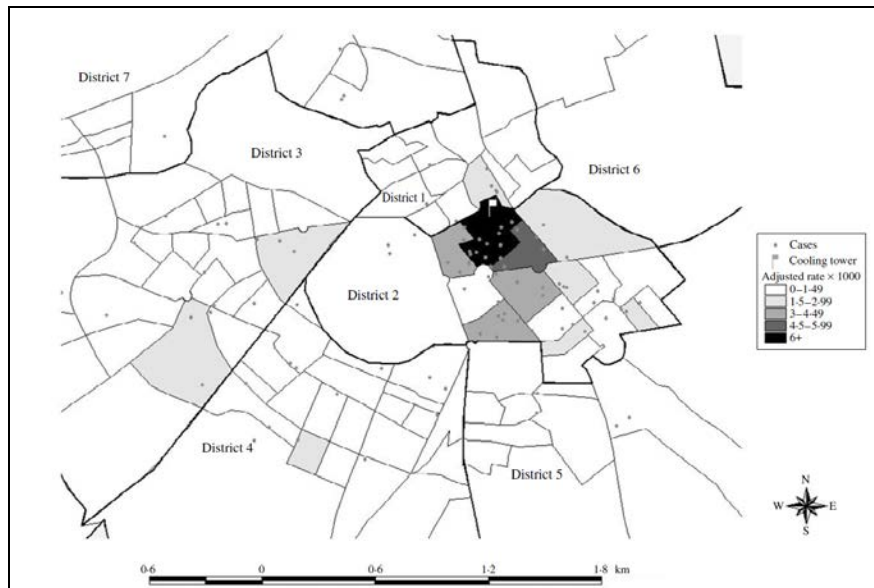 District 7
District 3
District 6
District 1
Cases
Cooling tower
Adjusted rate × 1000
0–1·49
1·5–2·99
3–4·49
4·5–5·99
6+
District 2
District 4
District 5
N
W E
S
0·6 0 0·6 1·2 1·8 km